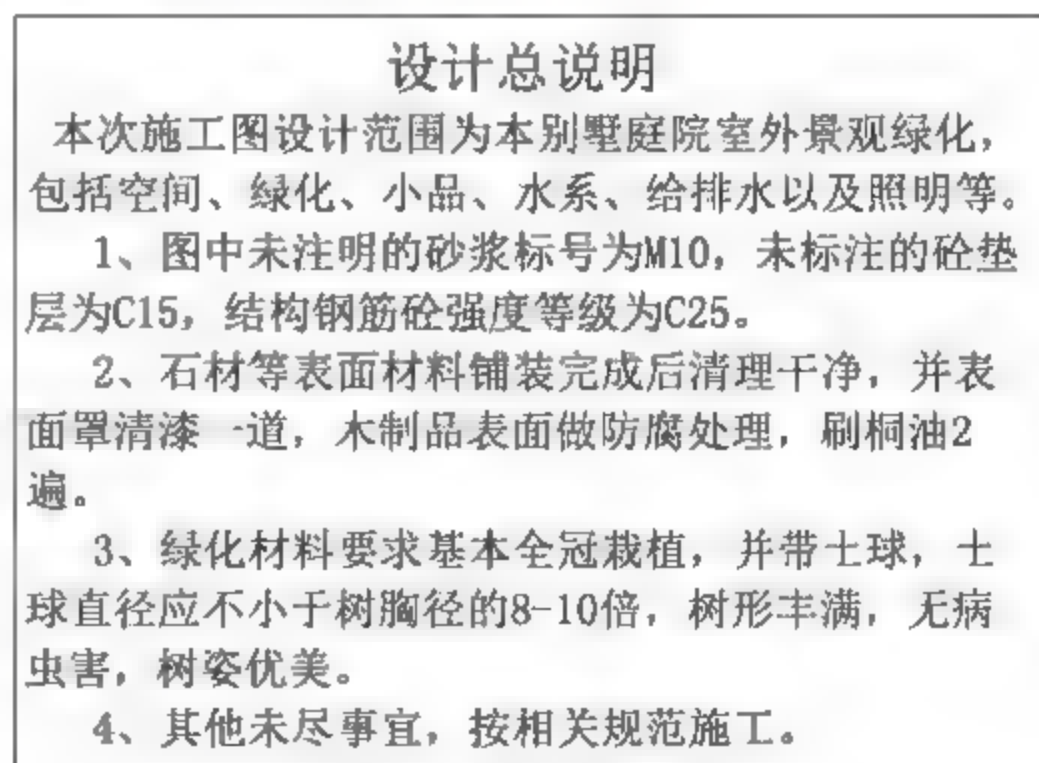 设计总说明
本次施工图设计范围为本别墅庭院室外景观绿化，
包括空间、绿化、小品、水系、给排水以及照明等。
1、图中未注明的砂浆标号为M10，未标注的砼垫
层为C15，结构钢筋砼强度等级为C25。
2、石材等表面材料铺装完成后清理干净，并表
面罩清漆一道，木制品表面做防腐处理，刷桐油2
遍。
3、绿化材料要求基本全冠栽植，并带土球，土
球直径应不小于树胸径的8-10倍，树形丰满，无病
虫害，树姿优美。
4、其他未尽事宜，按相关规范施工。